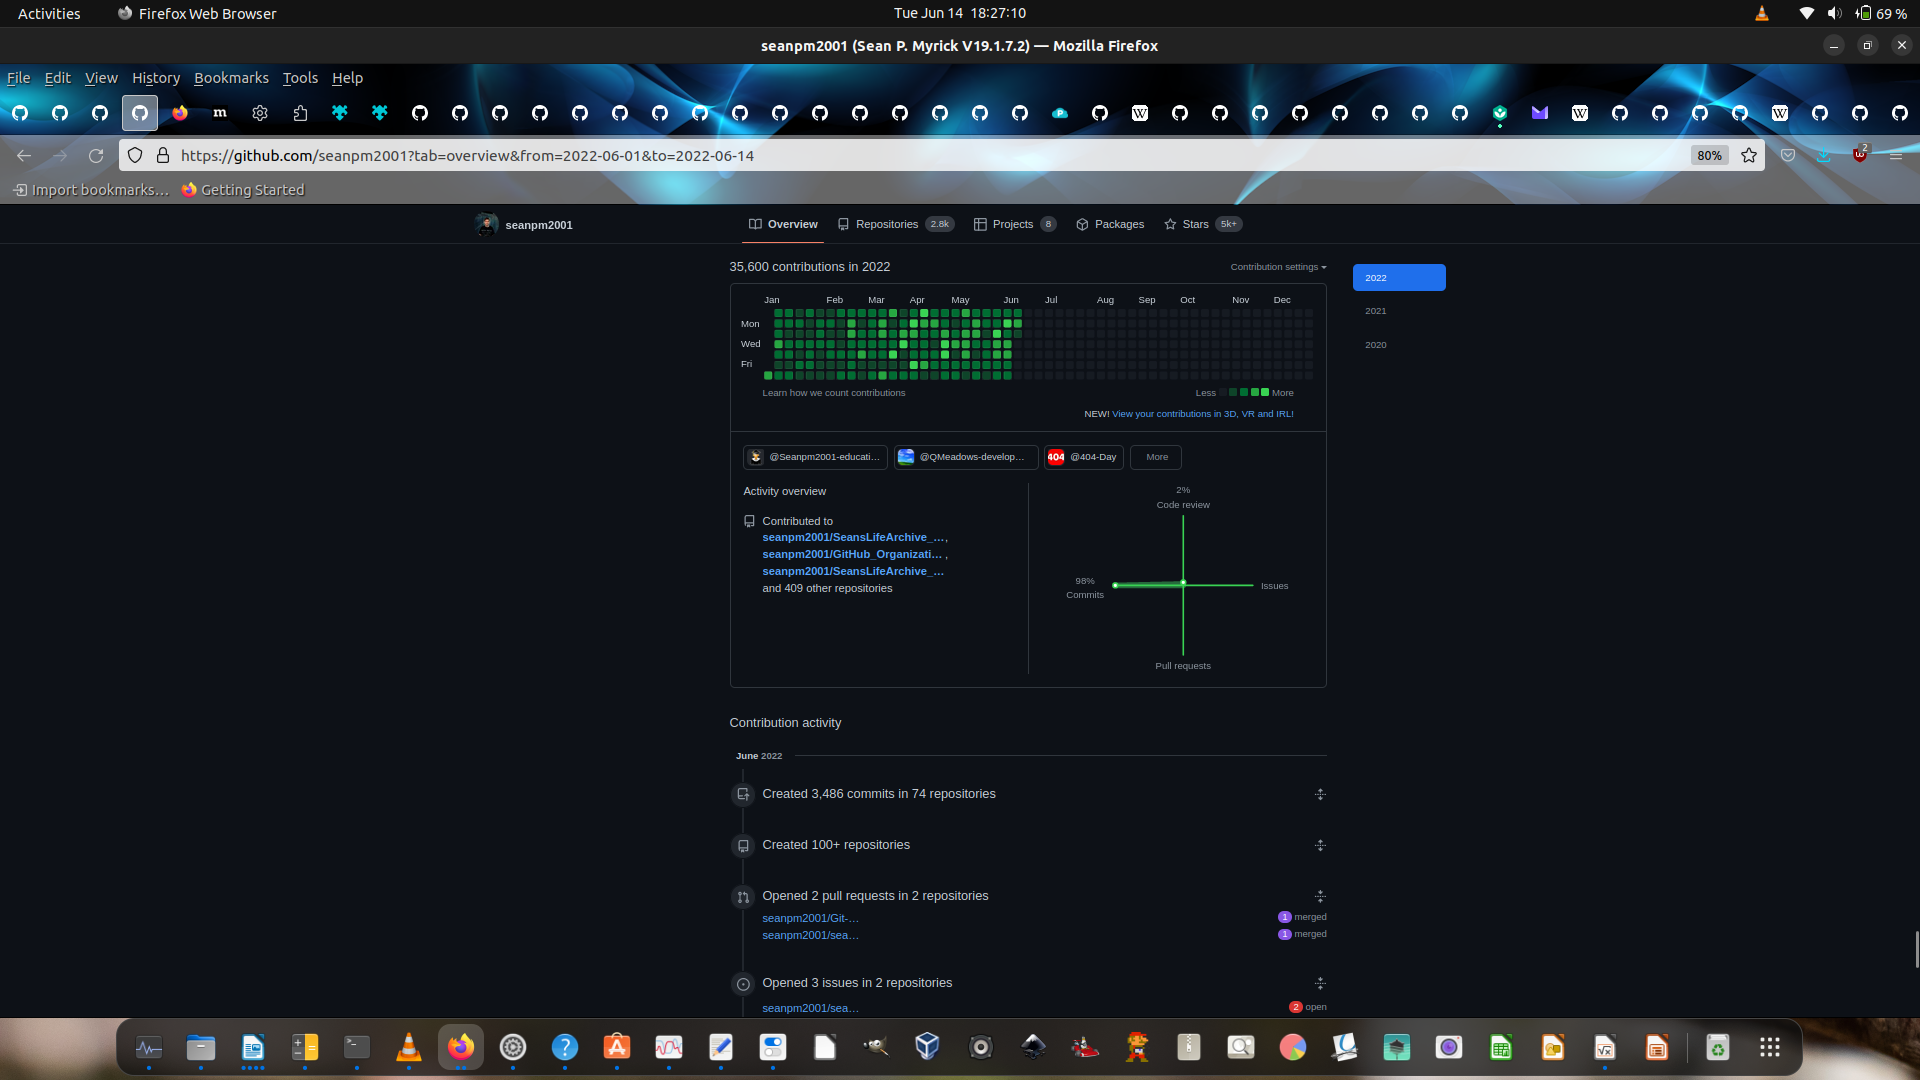 Activities Firefox Web Browser Tue Jun 14 18:27:10 69 %
seanpm2001 (Sean P. Myrick V19.1.7.2) — Mozilla Firefox
File Edit View History Bookmarks Tools Help
https://github.com/seanpm2001?tab=overview&from=2022-06-01&to=2022-06-14 80% 2
Import bookmarks… Getting Started
seanpm2001 Overview Repositories 2.8k Projects 8 Packages Stars 5k+
35,600 contributions in 2022 Contribution settings
2022
2021
2020
Jan Feb Mar Apr May Jun Jul Aug Sep Oct Nov Dec
Mon
Wed
Fri
Learn how we count contributions Less More
NEW! View your contributions in 3D, VR and IRL!
@Seanpm2001-educati… @QMeadows-develop… 404 @404-Day More
Activity overview
Contributed to
seanpm2001/SeansLifeArchive_…,
seanpm2001/GitHub_Organizati… ,
seanpm2001/SeansLifeArchive_…
and 409 other repositories
2%
Code review
98%
Commits
Issues
Pull requests
Contribution activity
June 2022
Created 3,486 commits in 74 repositories
Created 100+ repositories
Opened 2 pull requests in 2 repositories
seanpm2001/Git-… 1 merged
seanpm2001/sea… 1 merged
Opened 3 issues in 2 repositories
seanpm2001/sea… 2 open